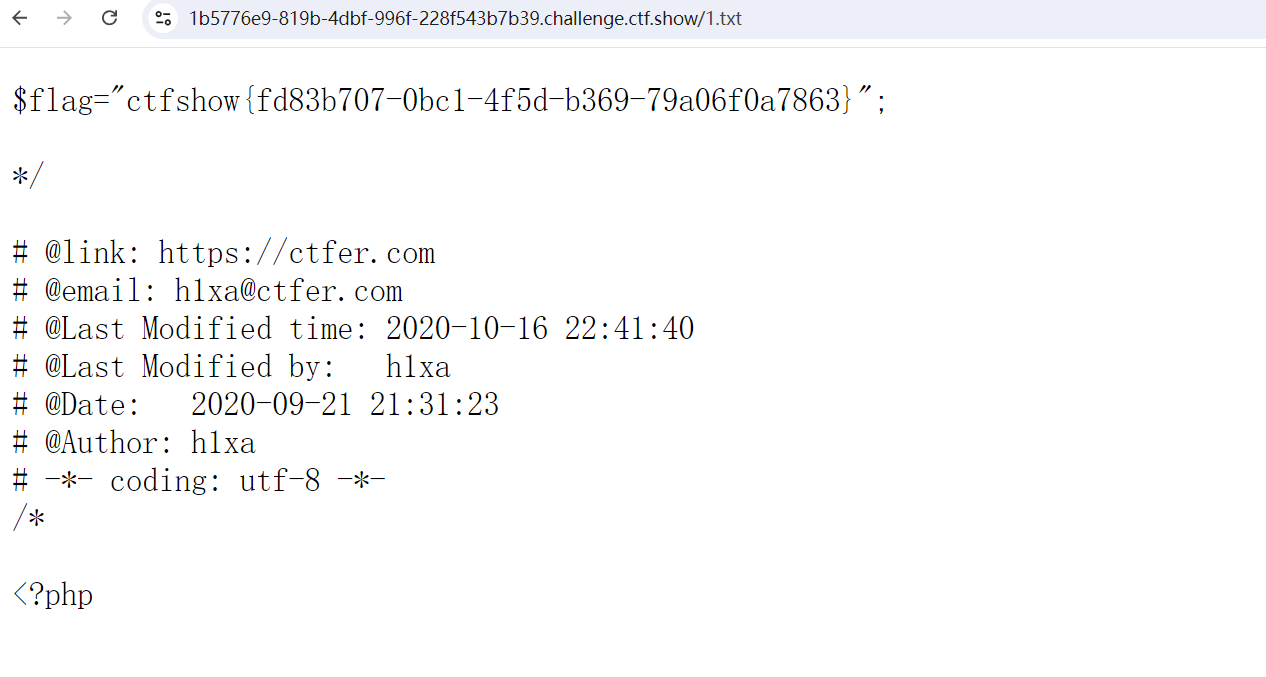 1b5776e9-819b-4dbf-996f-228f543b7b39.challenge.ctf.show/1.txt
$flag="ctfshow{fd83b707-0bc1-4f5d-b369-79a06f0a7863}";
*/
# @link: https://ctfer.com
# @email: h1xa@ctfer.com
# @Last Modified time: 2020-10-16 22:41:40
# @Last Modified by:   h1xa
# @Date:   2020-09-21 21:31:23
# @Author: h1xa
# -*- coding: utf-8 -*-
/*
<?php